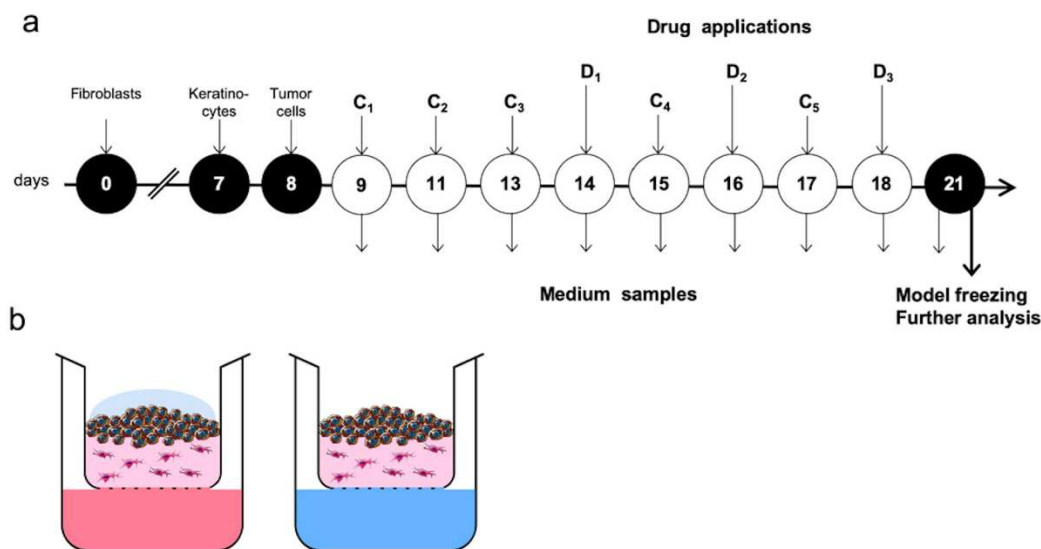 a
Drug applications
Fibroblasts
Keratino-
cytes
Tumor
cells
C1
C2
C3
D1
C4
D2
C5
D3
days
0
7
8
9
11
13
14
15
16
17
18
21
Medium samples
Model freezing
Further analysis
b